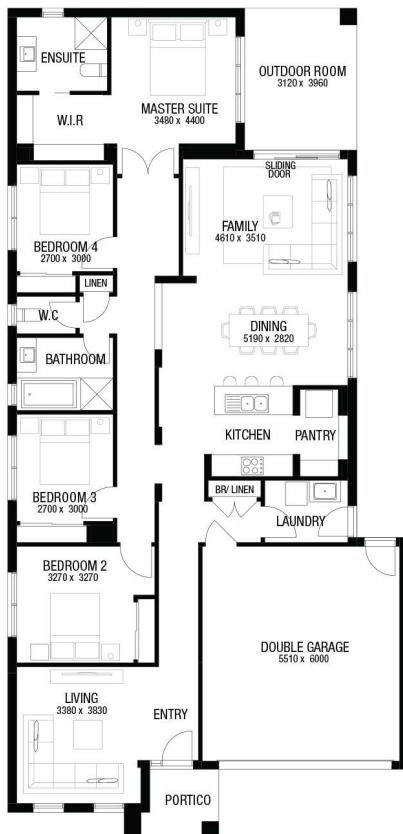 ENSUITE
OUTDOOR ROOM
3120 x 3960
MASTER SUITE
3480 x 4400
W.I.R
SLIDING
DOOR
FAMILY
4610 x 3510
BEDROOM 4
2700 x 3000
LINEN
W.C
DINING
5190 x 2820
BATHROOM
KITCHEN
PANTRY
BEDROOM 3
2700 x 3000
BR/ LINEN
LAUNDRY
BEDROOM 2
3270 x 3270
DOUBLE GARAGE
5510 x 6000
LIVING
3380 x 3830
ENTRY
PORTICO